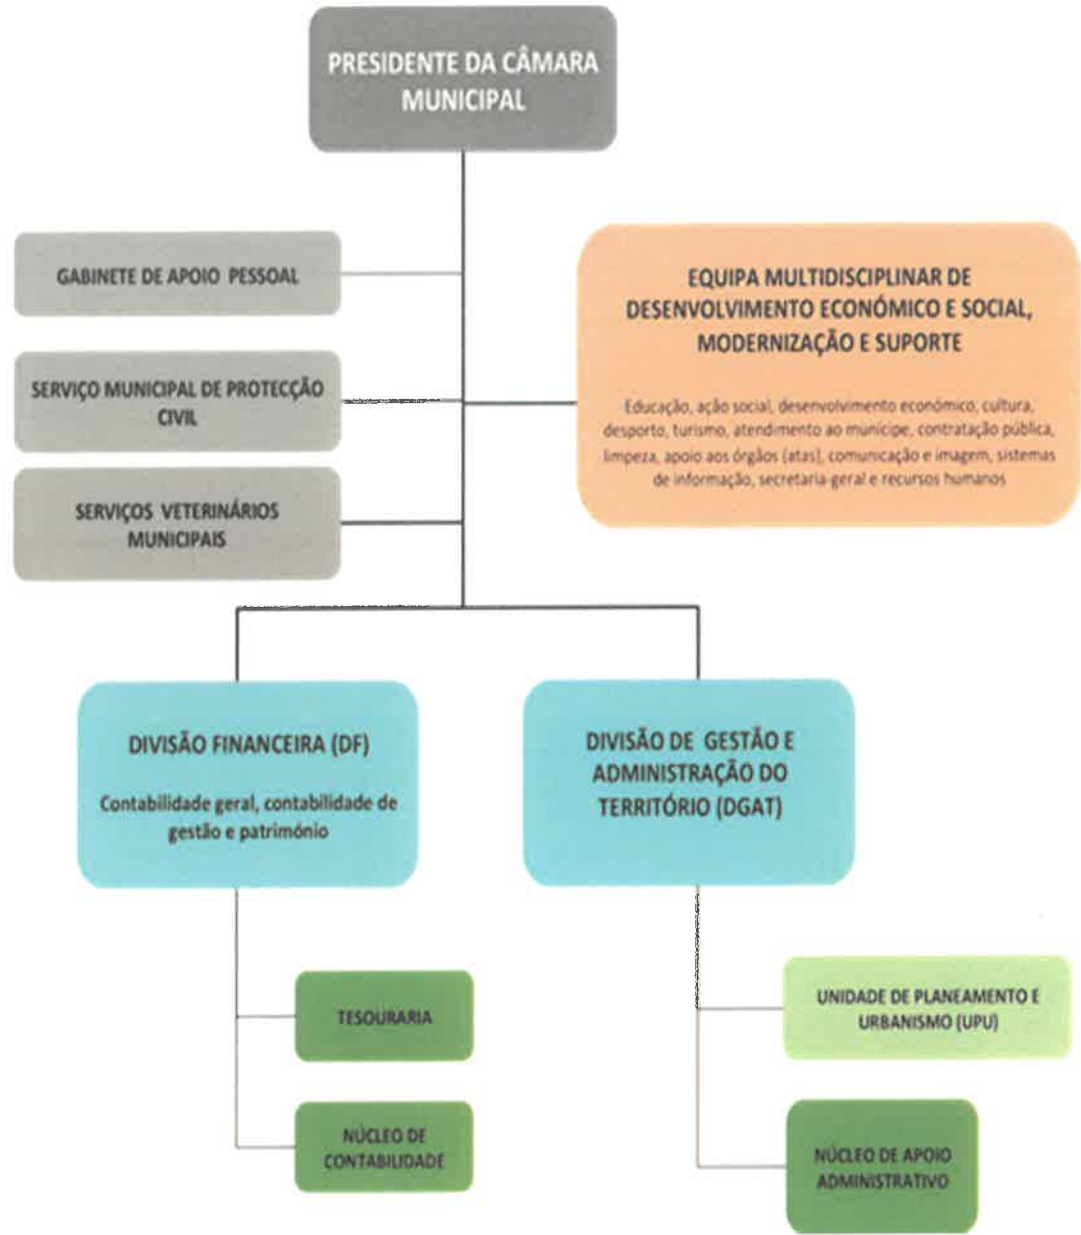 PRESIDENTE DA CÂMARA
MUNICIPAL
GABINETE DE APOIO PESSOAL
SERVIÇO MUNICIPAL DE PROTECÇÃO
CIVIL
SERVIÇOS VETERINÁRIOS
MUNICIPAIS
EQUIPA MULTIDISCIPLINAR DE
DESENVOLVIMENTO ECONÓMICO E SOCIAL,
MODERNIZAÇÃO E SUPORTE
Educação, ação social, desenvolvimento económico, cultura,
desporto, turismo, atendimento ao munícipe, contratação pública,
limpeza, apoio aos órgãos (atas), comunicação e imagem, sistemas
de informação, secretaria-geral e recursos humanos
DIVISÃO FINANCEIRA (DF)
Contabilidade geral, contabilidade de
gestão e património
DIVISÃO DE GESTÃO E
ADMINISTRAÇÃO DO
TERRITÓRIO (DGAT)
TESOURARIA
NÚCLEO DE
CONTABILIDADE
UNIDADE DE PLANEAMENTO E
URBANISMO (UPU)
NÚCLEO DE APOIO
ADMINISTRATIVO